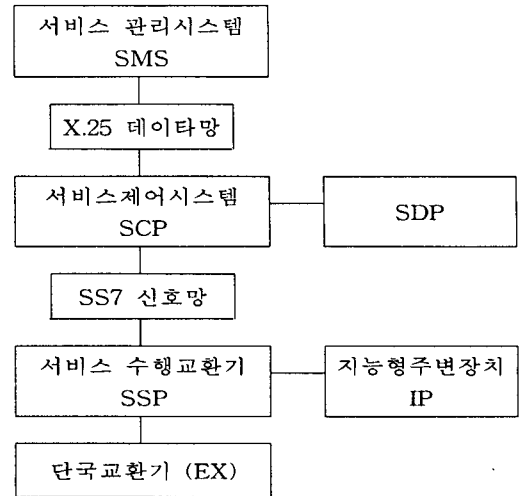 서비스 관리시스템
SMS
X.25 데이타망
서비스제어시스템
SCP
SDP
SS7 신호망
서비스 수행교환기
SSP
지능형주변장치
IP
단국교환기 (EX)